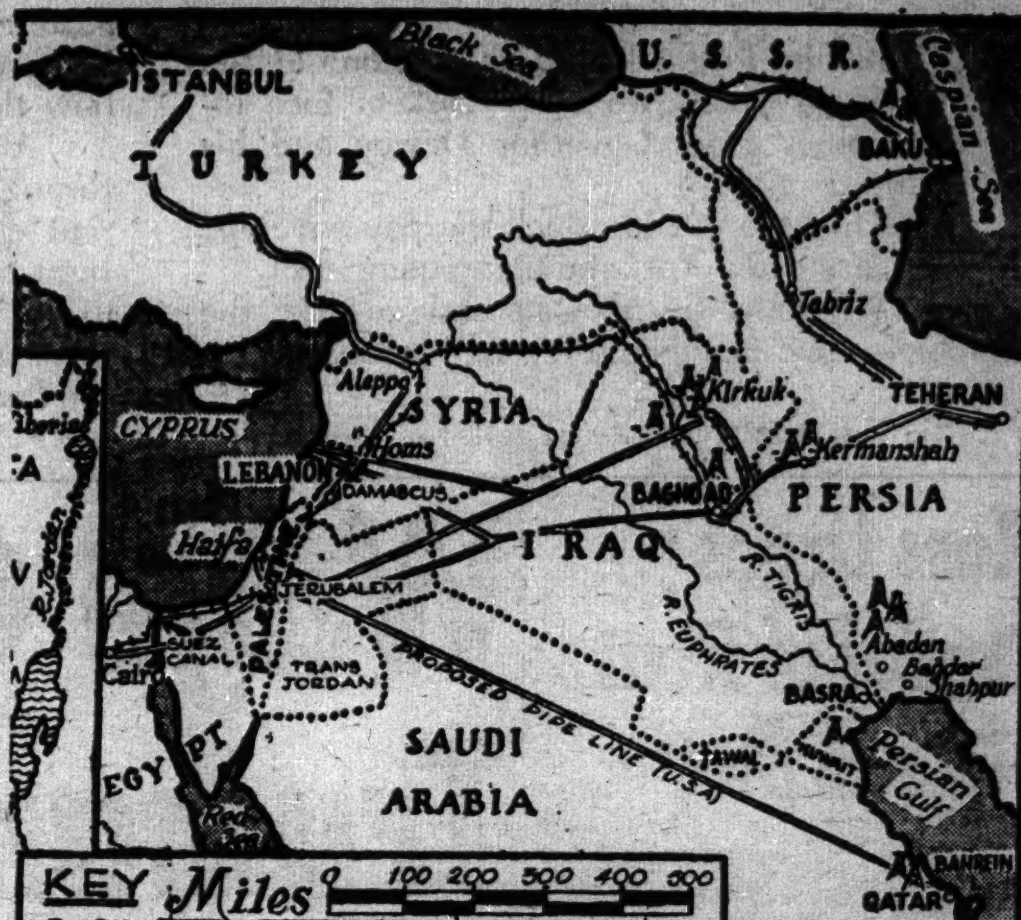 Black Sea
U. S. S. R.
Caspian Sea
ISTANBUL
BAKU
TURKEY
Tabriz
Aleppo
Kirkuk
TEHERAN
SYRIA
CYPRUS
Homs
Kermanshah
LEBANON
DAMASCUS
BAGHDAD
PERSIA
Haifa
IRAQ
R. Jordan
PALESTINE
JERUSALEM
R. TIGRIS
R. EUPHRATES
Abadan
SUEZ
CANAL
Cairo
TRANS
JORDAN
PROPOSED PIPE LINE (U.S.A)
Bandar
Shahpur
BASRA
EGYPT
SAUDI
ARABIA
TAWAL
KUWAIT
Persian
Gulf
Red
Sea
BAHREIN
QATAR
KEY Miles 0 100 200 300 400 600